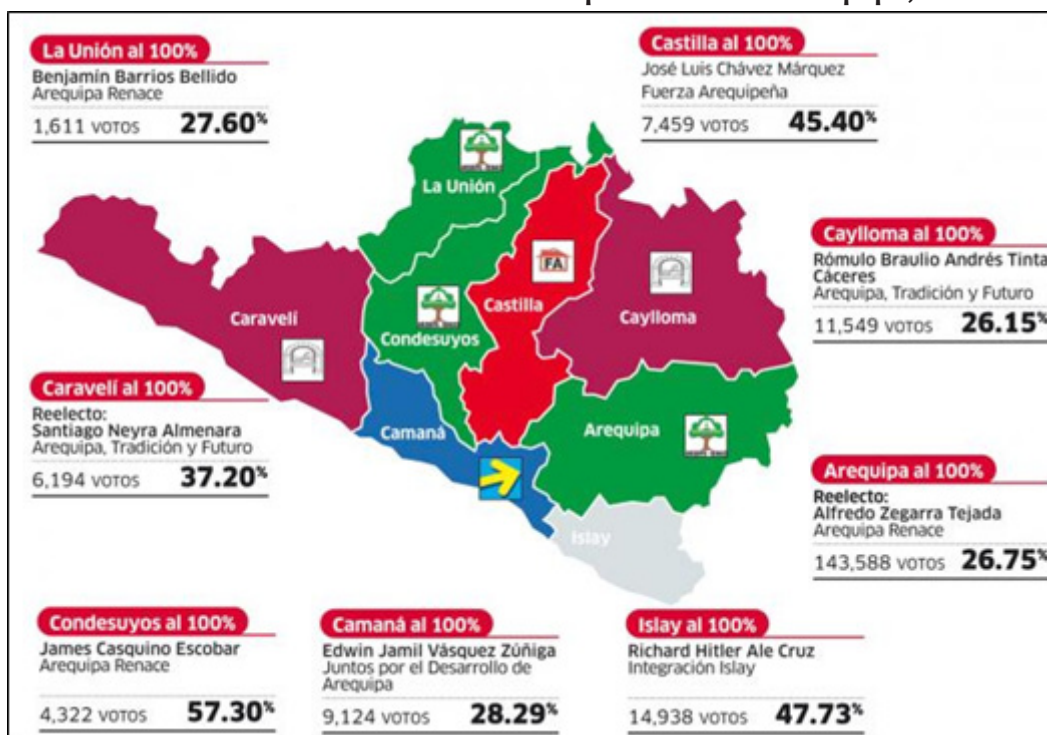 La Unión al 100%
Benjamín Barrios Bellido
Arequipa Renace
1,611 VOTOS 27.60%
Castilla al 100%
José Luis Chávez Márquez
Fuerza Arequipeña
7,459 VOTOS 45.40%
La Unión
FA
Castilla
Condesuyos
Caylloma
Caravelí
Camaná
Arequipa
Islay
Caylloma al 100%
Rómulo Braulio Andrés Tinta
Cáceres
Arequipa, Tradición y Futuro
11,549 VOTOS 26.15%
Caravelí al 100%
Reelecto:
Santiago Neyra Almenara
Arequipa, Tradición y Futuro
6,194 VOTOS 37.20%
Arequipa al 100%
Reelecto:
Alfredo Zegarra Tejada
Arequipa Renace
143,588 VOTOS 26.75%
Condesuyos al 100%
James Casquino Escobar
Arequipa Renace
4,322 VOTOS 57.30%
Camaná al 100%
Edwin Jamil Vásquez Zúñiga
Juntos por el Desarrollo de
Arequipa
9,124 VOTOS 28.29%
Islay al 100%
Richard Hitler Ale Cruz
Integración Islay
14,938 VOTOS 47.73%